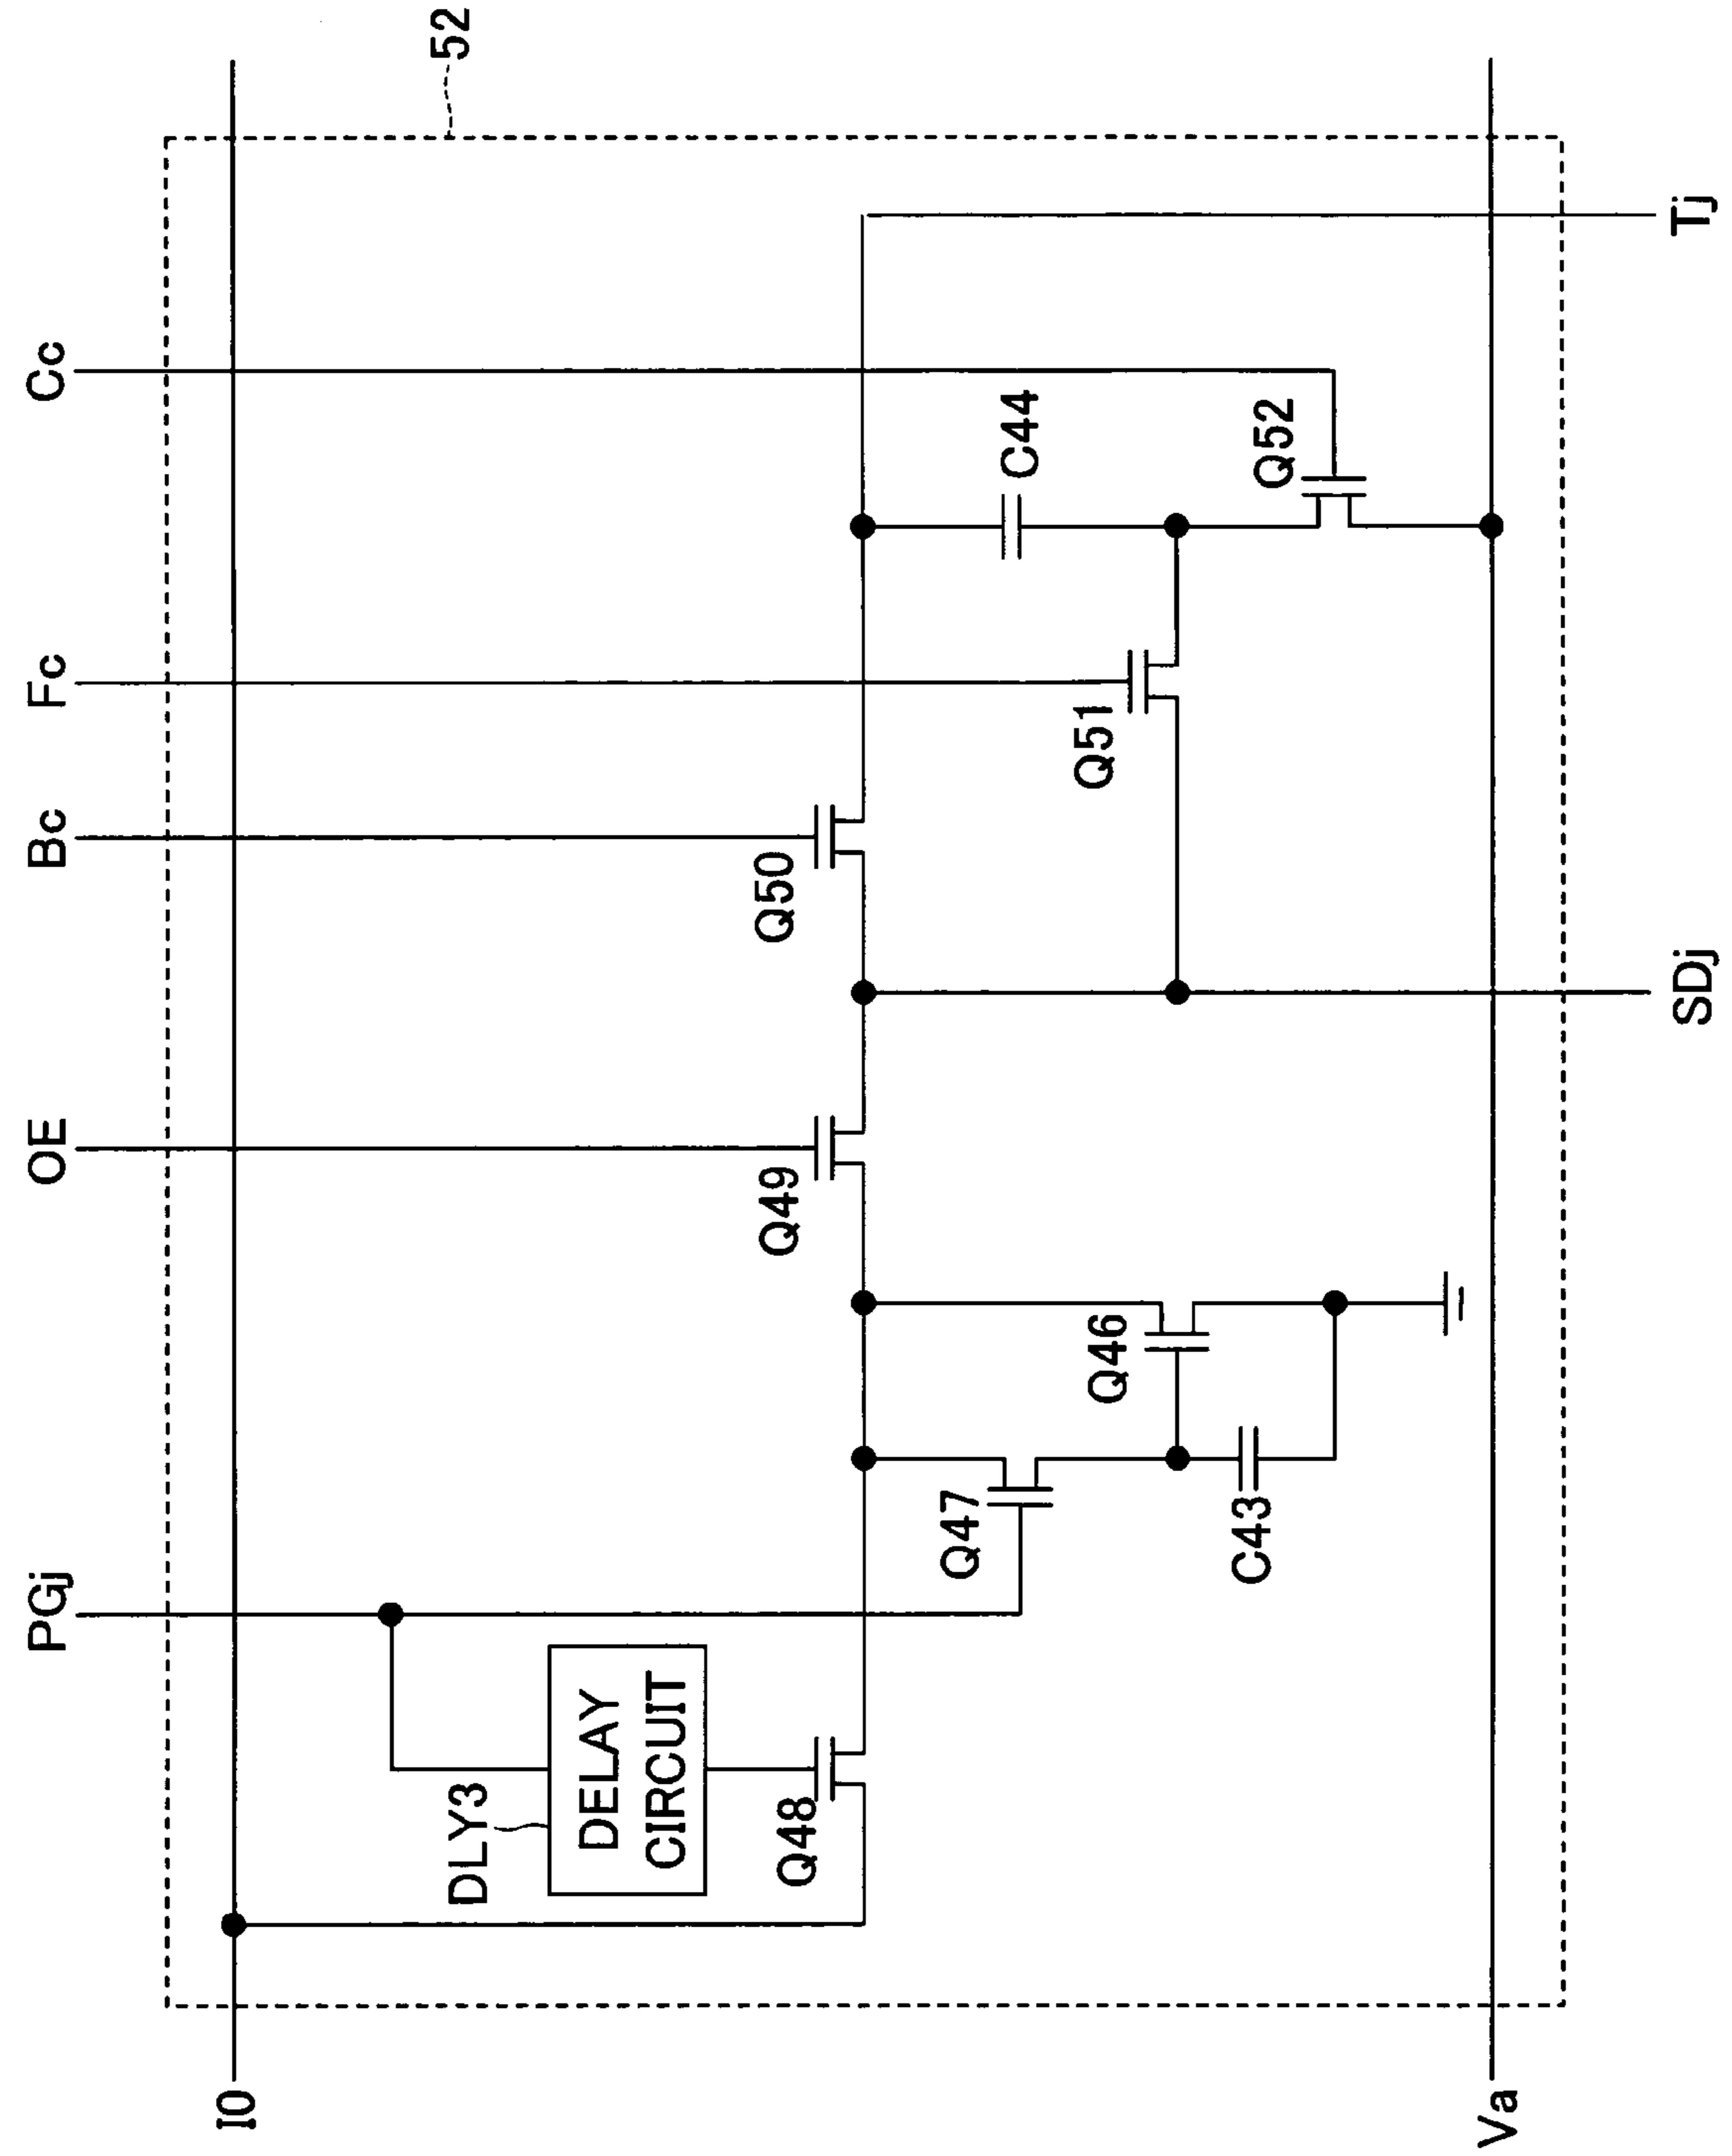 52
Cc
Fc
Bc
OE
PGj
I0
Va
Tj
SDj
C44
Q52
Q51
Q50
Q49
Q46
Q47
C43
Q48
DLY3
DELAY
CIRCUIT